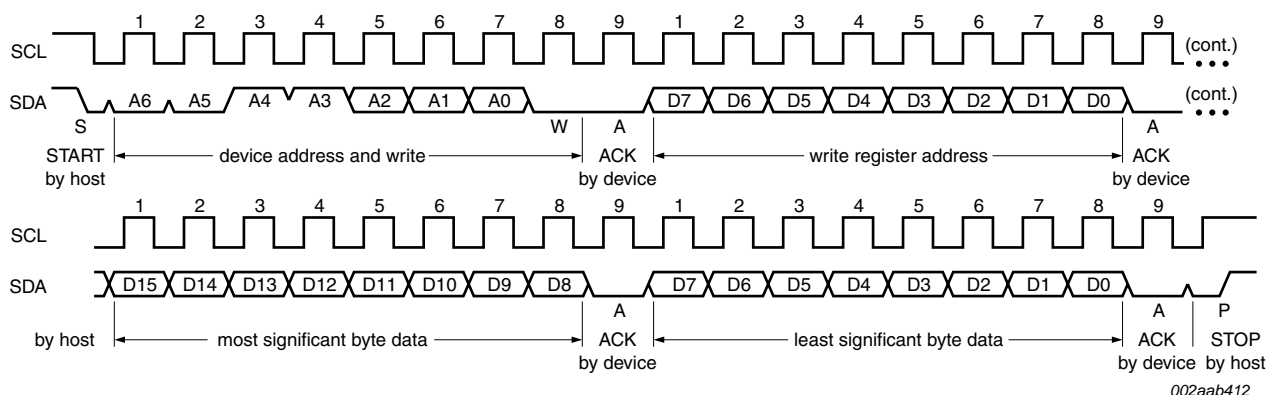 1 2 3 4 5 6 7 8 9 1 2 3 4 5 6 7 8 9
SCL (cont.)
SDA A6 A5 A4 A3 A2 A1 A0 D7 D6 D5 D4 D3 D2 D1 D0 (cont.)
S W A A
START device address and write ACK write register address ACK
by host by device by device
1 2 3 4 5 6 7 8 9 1 2 3 4 5 6 7 8 9
SCL
SDA D15 D14 D13 D12 D11 D10 D9 D8 D7 D6 D5 D4 D3 D2 D1 D0
A A P
by host most significant byte data ACK least significant byte data ACK STOP
by device by device by host
002aab412